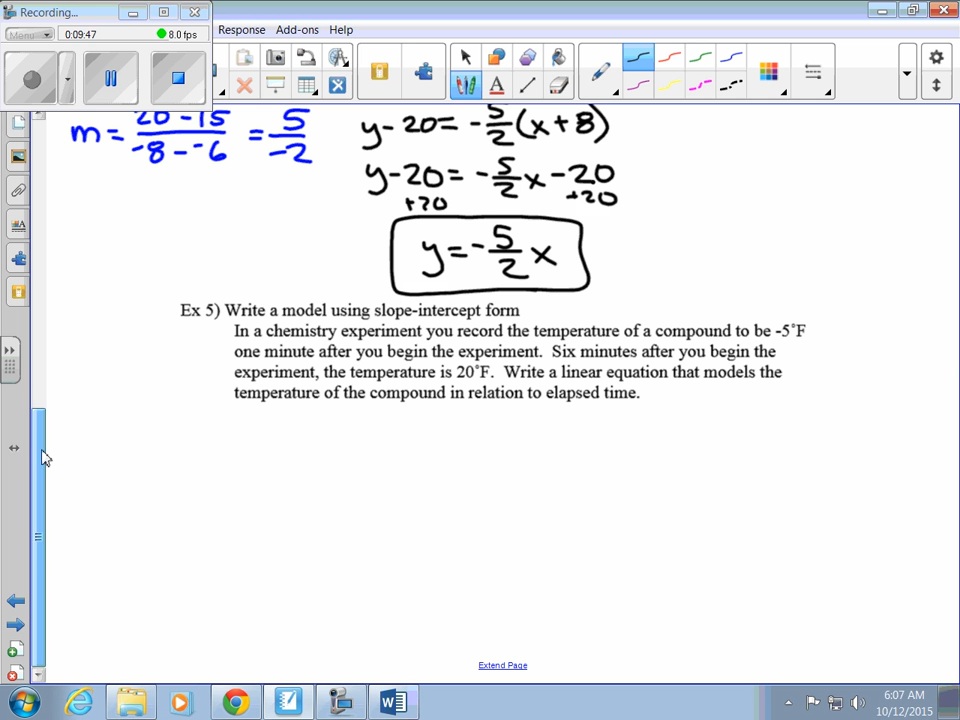 Recording...
Menu
0:09:47
8.0 fps
Response Add-ons Help
m = 20 - 15 / -8 - -6 = 5 / -2
y - 20 = - 5/2 (x + 8)
y - 20 = - 5/2 x - 20
+20 +20
y = - 5/2 x
Ex 5) Write a model using slope-intercept form
In a chemistry experiment you record the temperature of a compound to be -5˚F
one minute after you begin the experiment. Six minutes after you begin the
experiment, the temperature is 20˚F. Write a linear equation that models the
temperature of the compound in relation to elapsed time.
Extend Page
6:07 AM
10/12/2015